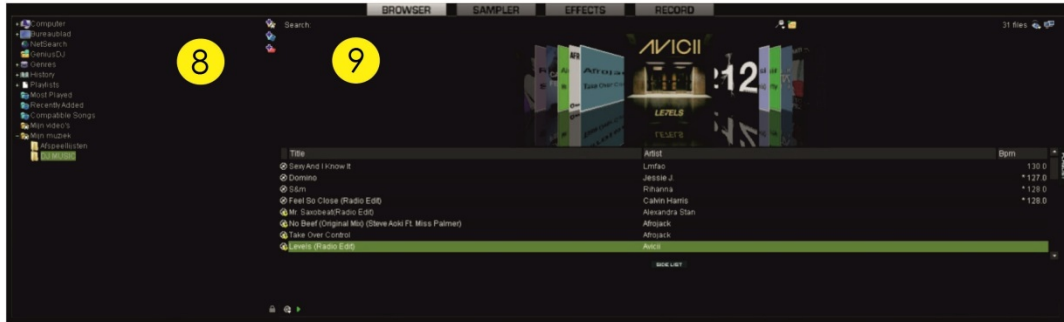 BROWSER SAMPLER EFFECTS RECORD
Computer
Bureaublad
NetSearch
GeniusDJ
Genres
History
Playlists
Most Played
Recently Added
Compatible Songs
Mijn video's
Mijn muziek
Afspeellijsten
DJ MUSIC
8
Search:
9
31 files
AVICII
LE7ELS
12
Title Artist Bpm
Sexy And I Know It Lmfao 130.0
Domino Jessie J. * 127.0
S&m Rihanna * 128.0
Feel So Close (Radio Edit) Calvin Harris * 128.0
Mr. Saxobeat(Radio Edit) Alexandra Stan
No Beef (Original Mix) (Steve Aoki Ft. Miss Palmer) Afrojack
Take Over Control Afrojack
Levels (Radio Edit) Avicii
SIDE LIST